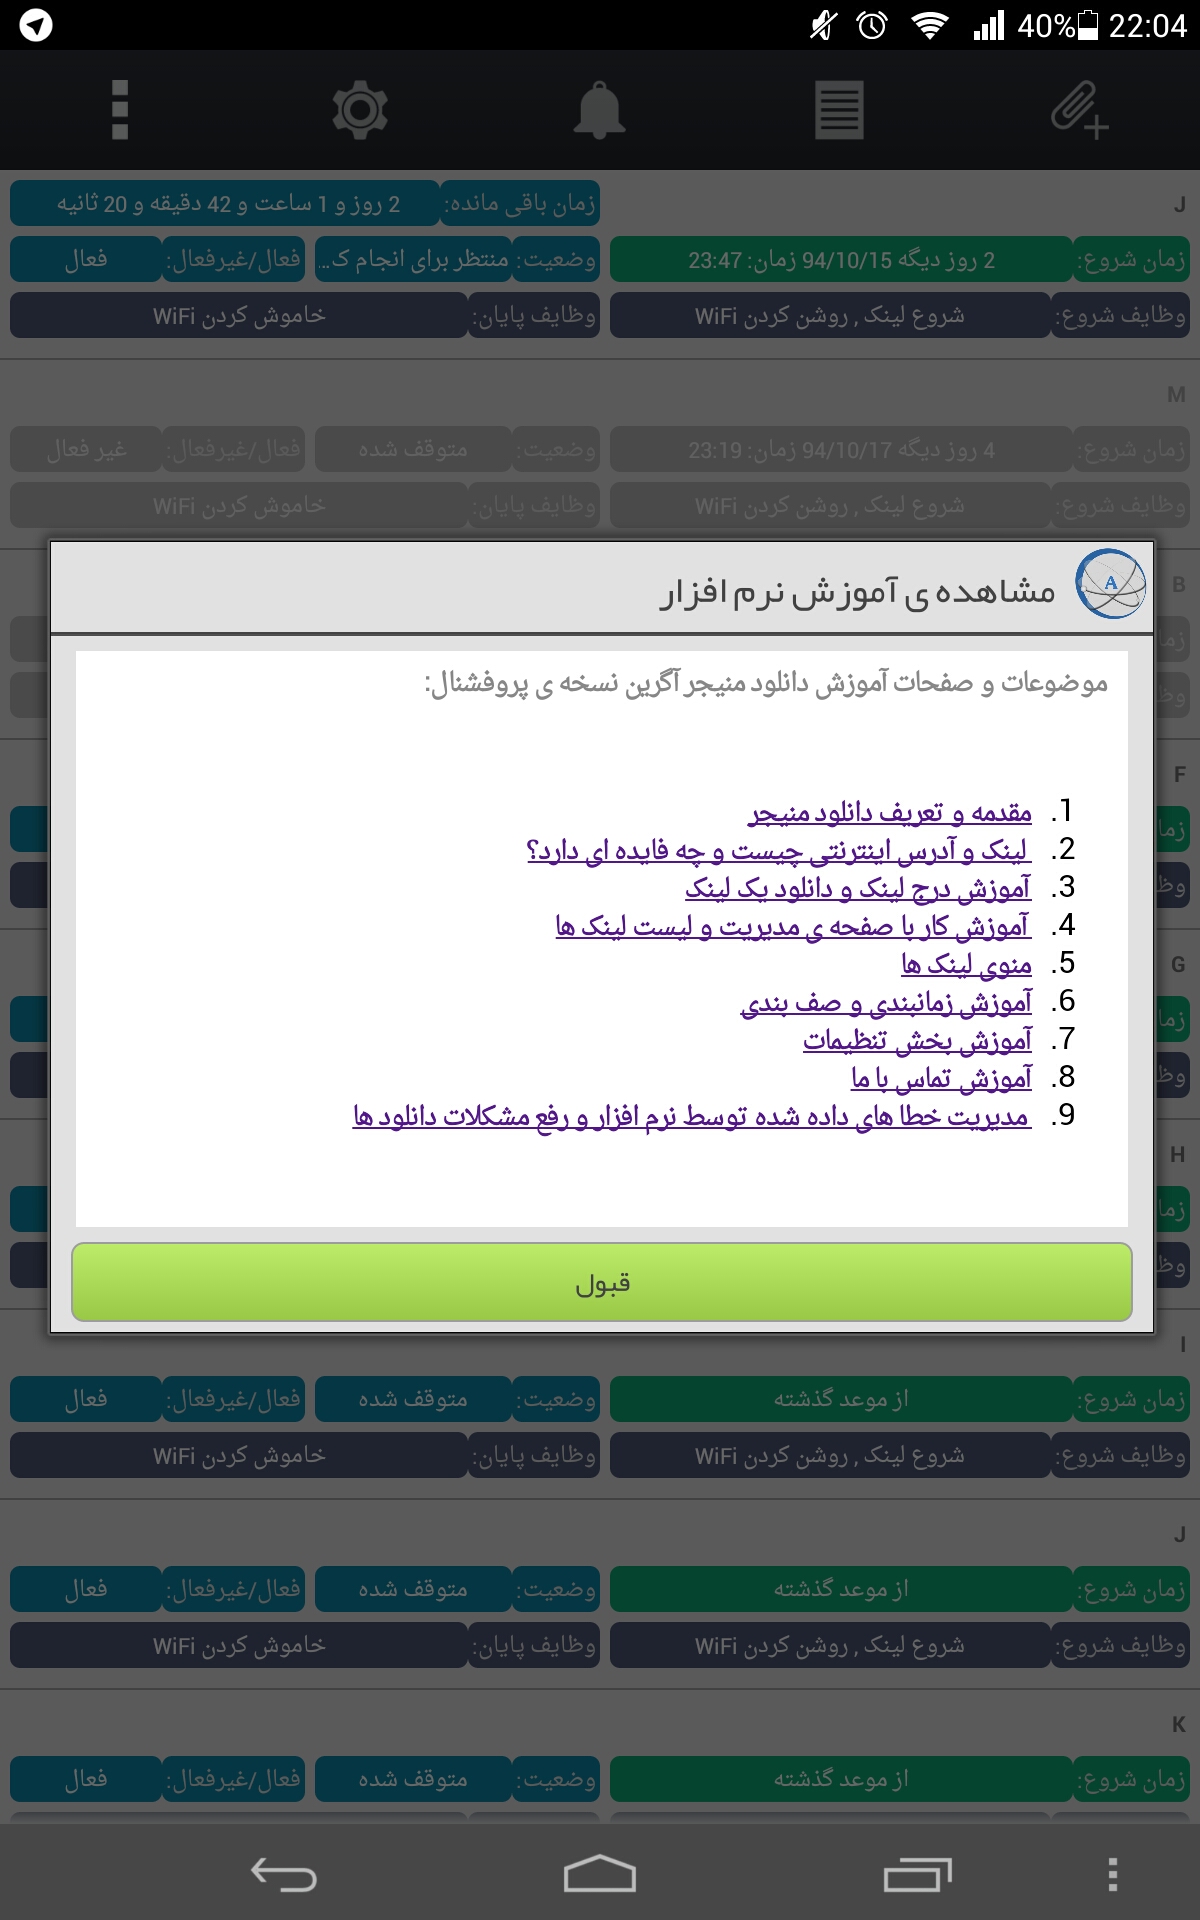 40% 22:04
J
زمان باقی مانده: 2 روز و 1 ساعت و 42 دقیقه و 20 ثانیه
زمان شروع: 2 روز دیگه 94/10/15 زمان: 23:47 وضعیت: منتظر برای انجام ک... فعال/غیرفعال: فعال
وظایف شروع: شروع لینک , روشن کردن WiFi وظایف پایان: خاموش کردن WiFi
M
زمان شروع: 4 روز دیگه 94/10/17 زمان: 23:19 وضعیت: متوقف شده فعال/غیرفعال: غیر فعال
وظایف شروع: شروع لینک , روشن کردن WiFi وظایف پایان: خاموش کردن WiFi
B
A
مشاهده ی آموزش نرم افزار
موضوعات و صفحات آموزش دانلود منیجر آگرین نسخه ی پروفشنال:
F
1. مقدمه و تعریف دانلود منیجر
2. لینک و آدرس اینترنتی چیست و چه فایده ای دارد؟
3. آموزش درج لینک و دانلود یک لینک
4. آموزش کار با صفحه ی مدیریت و لیست لینک ها
G
5. منوی لینک ها
6. آموزش زمانبندی و صف بندی
7. آموزش بخش تنظیمات
8. آموزش تماس با ما
9. مدیریت خطا های داده شده توسط نرم افزار و رفع مشکلات دانلود ها
H
قبول
I
زمان شروع: از موعد گذشته وضعیت: متوقف شده فعال/غیرفعال: فعال
وظایف شروع: شروع لینک , روشن کردن WiFi وظایف پایان: خاموش کردن WiFi
J
زمان شروع: از موعد گذشته وضعیت: متوقف شده فعال/غیرفعال: فعال
وظایف شروع: شروع لینک , روشن کردن WiFi وظایف پایان: خاموش کردن WiFi
K
زمان شروع: از موعد گذشته وضعیت: متوقف شده فعال/غیرفعال: فعال